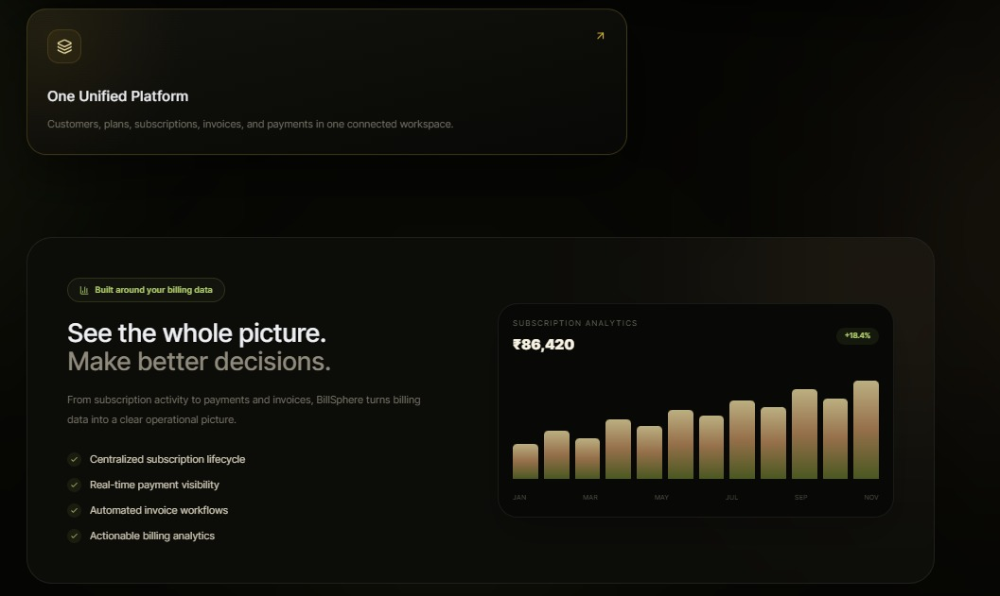 One Unified Platform
Customers, plans, subscriptions, invoices, and payments in one connected workspace.
Built around your billing data
See the whole picture.
Make better decisions.
From subscription activity to payments and invoices, BillSphere turns billing
data into a clear operational picture.
Centralized subscription lifecycle
Real-time payment visibility
Automated invoice workflows
Actionable billing analytics
SUBSCRIPTION ANALYTICS
₹86,420
+18.4%
JAN MAR MAY JUL SEP NOV